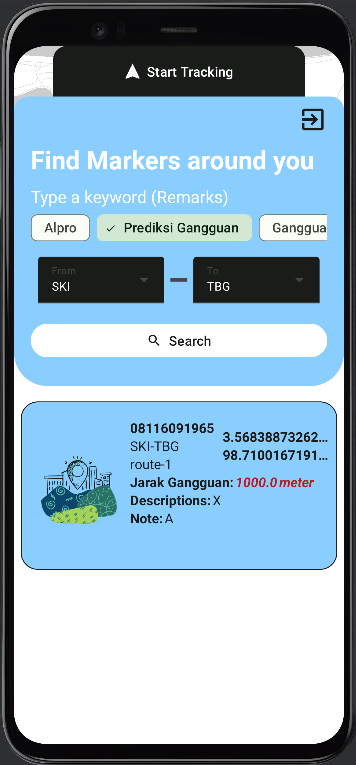 Start Tracking
Find Markers around you
Type a keyword (Remarks)
Alpro
Prediksi Gangguan
Ganggua
From
SKI
To
TBG
Search
08116091965
SKI-TBG
route-1
3.56838873262...
98.7100167191...
Jarak Gangguan: 1000.0 meter
Descriptions: X
Note: A